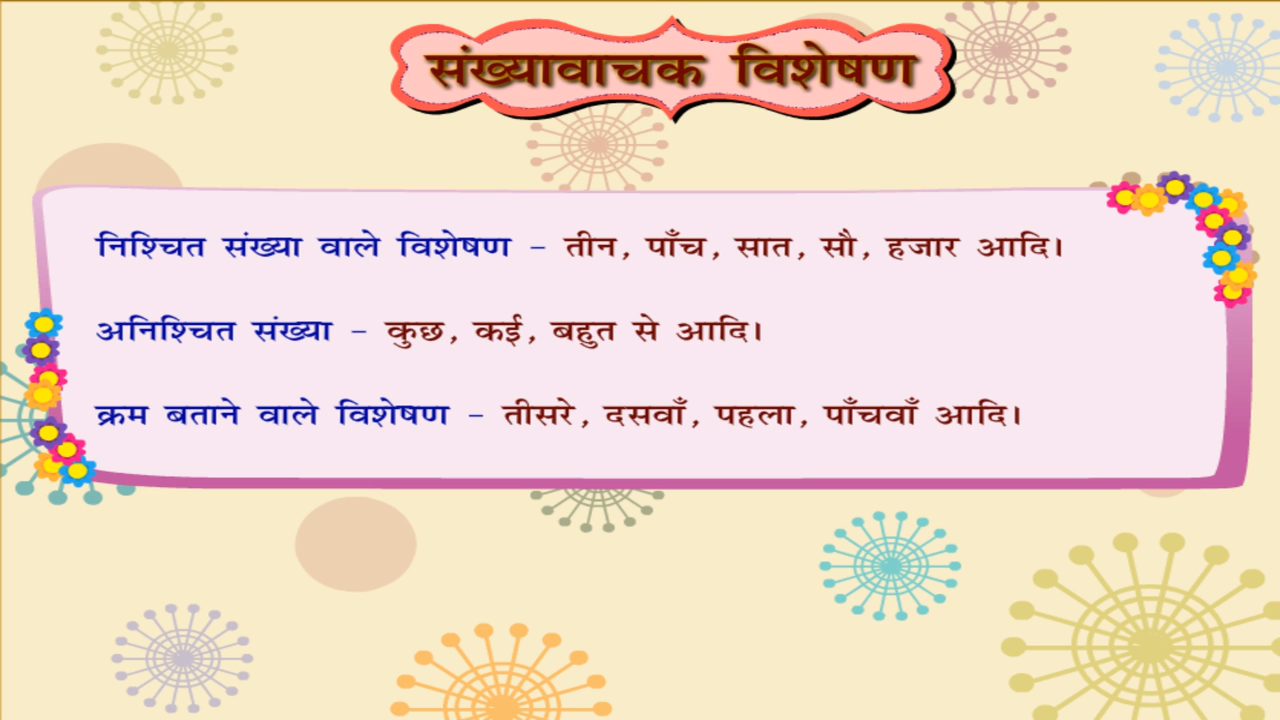 संख्यावाचक विशेषण
निश्चित संख्या वाले विशेषण – तीन, पाँच, सात, सौ, हजार आदि।
अनिश्चित संख्या – कुछ, कई, बहुत से आदि।
क्रम बताने वाले विशेषण – तीसरे, दसवाँ, पहला, पाँचवाँ आदि।